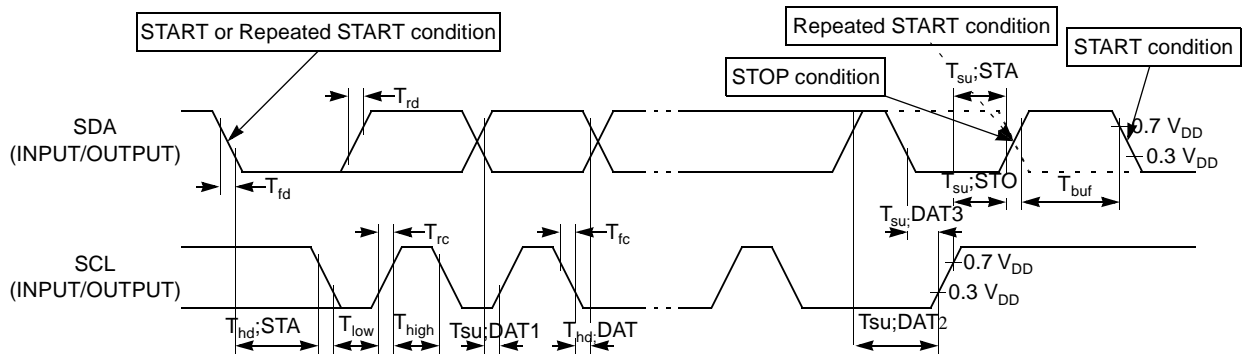 START or Repeated START condition
Repeated START condition
START condition
STOP condition
T_su;STA
T_rd
SDA
(INPUT/OUTPUT)
0.7 V_DD
0.3 V_DD
T_fd
T_su;STO
T_buf
T_su;DAT3
T_rc
T_fc
SCL
(INPUT/OUTPUT)
0.7 V_DD
0.3 V_DD
T_hd;STA
T_low
T_high
Tsu;DAT1
T_hd;DAT
Tsu;DAT2